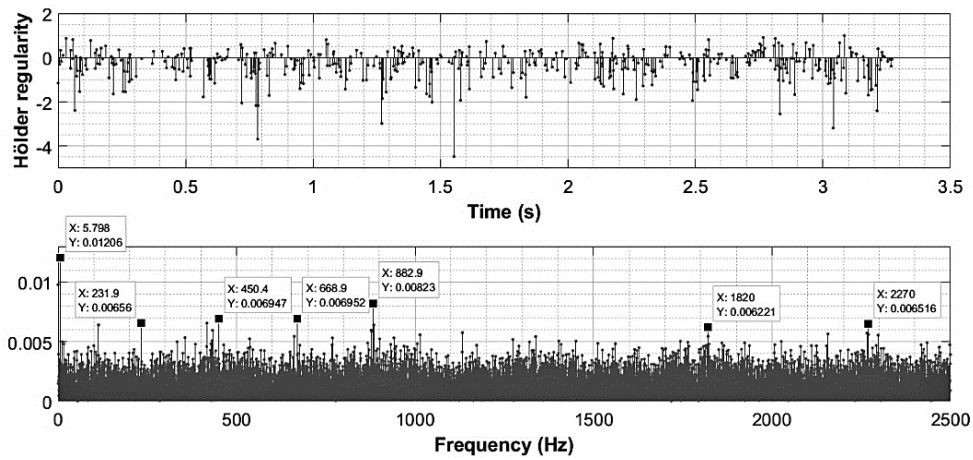 2
0
-2
-4
Hölder regularity
0 0.5 1 1.5 2 2.5 3 3.5
Time (s)
X: 5.798
Y: 0.01206
X: 231.9
Y: 0.00656
X: 450.4
Y: 0.006947
X: 668.9
Y: 0.006952
X: 882.9
Y: 0.00823
X: 1820
Y: 0.006221
X: 2270
Y: 0.006516
0.01
0.005
0
0 500 1000 1500 2000 2500
Frequency (Hz)